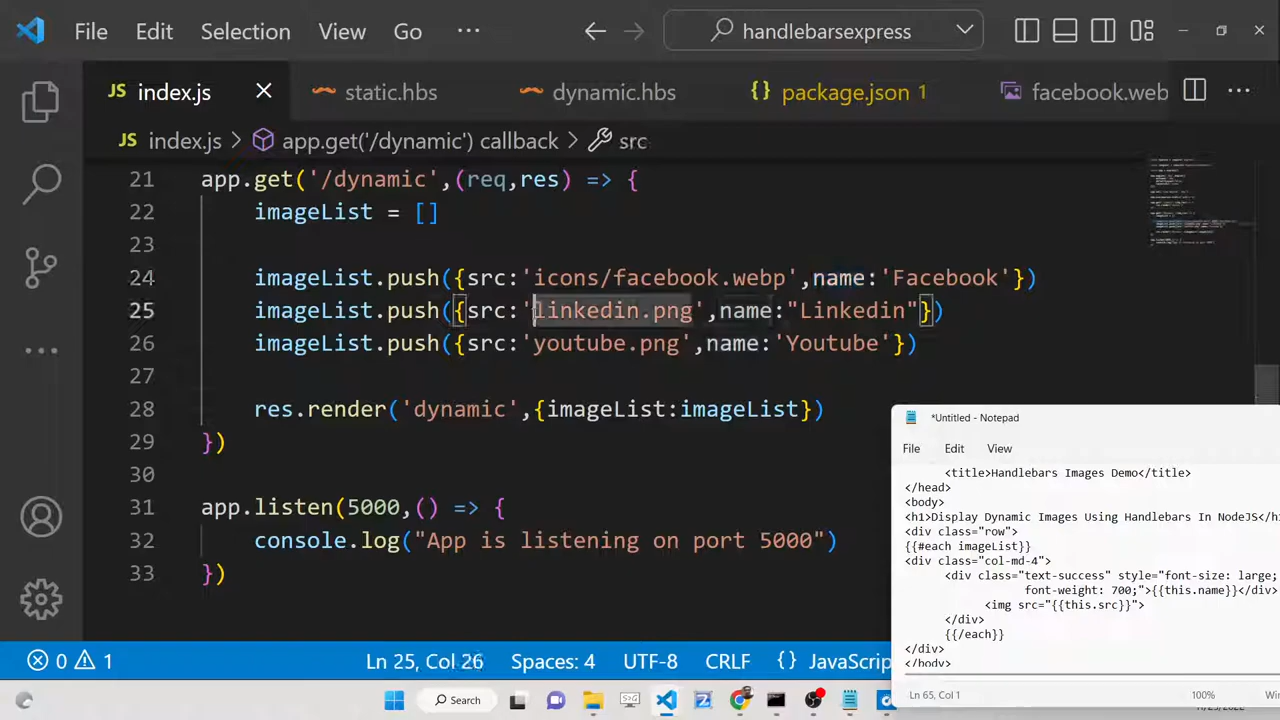 File Edit Selection View Go ··· handlebarsexpress
JS index.js static.hbs dynamic.hbs {} package.json 1 facebook.web ···
JS index.js > app.get('/dynamic') callback > src
21 app.get('/dynamic',req,res) => {
22 imageList = []
23
24 imageList.push({src:'icons/facebook.webp',name:'Facebook'})
25 imageList.push({src:'linkedin.png',name:"Linkedin"})
26 imageList.push({src:'youtube.png',name:'Youtube'})
27
28 res.render('dynamic',{imageList:imageList})
29 })
30
31 app.listen(5000,() => {
32 console.log("App is listening on port 5000")
33 })
*Untitled - Notepad
File Edit View
<title>Handlebars Images Demo</title>
</head>
<body>
<h1>Display Dynamic Images Using Handlebars In NodeJS</h
<div class="row">
{{#each imageList}}
<div class="col-md-4">
<div class="text-success" style="font-size: large;
font-weight: 700;">{{this.name}}</div>
<img src="{{this.src}}">
</div>
{{/each}}
</div>
</body>
Ln 65, Col 1 100% Win
0 1 Ln 25, Col 26 Spaces: 4 UTF-8 CRLF {} JavaScrip
Search